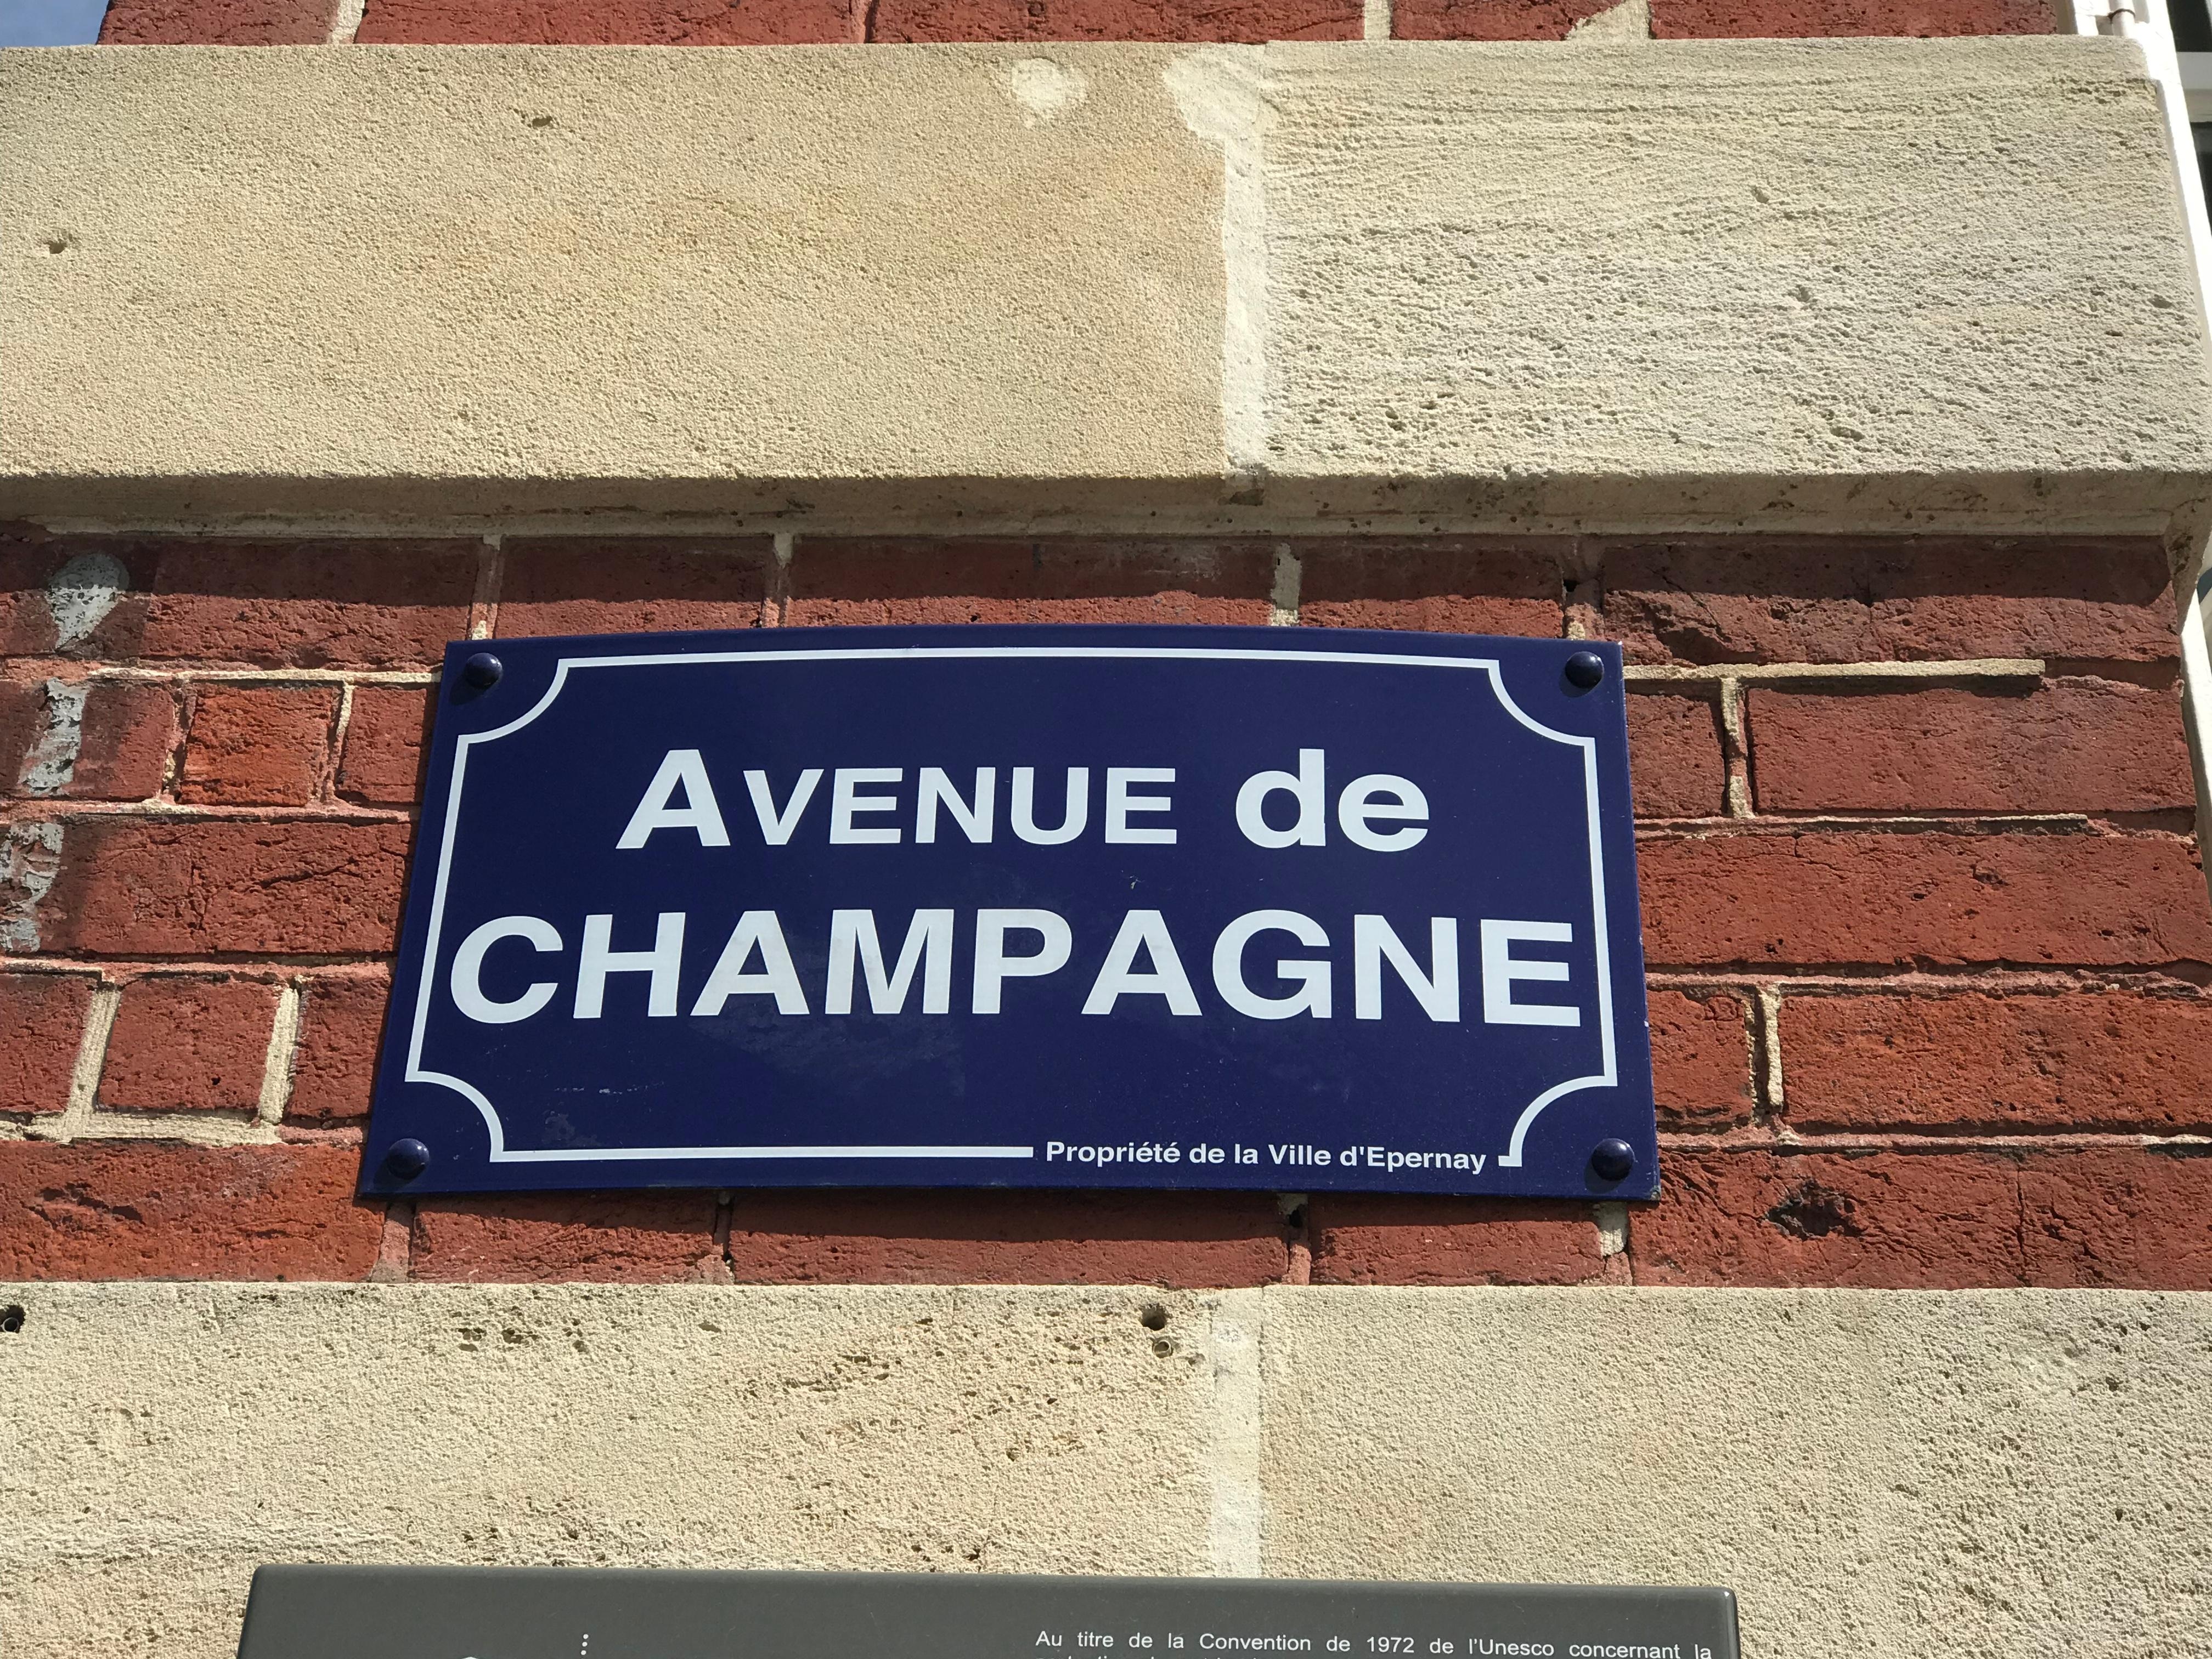 AVENUE de
CHAMPAGNE
Propriété de la Ville d'Epernay
Au titre de la Convention de 1972 de l'Unesco concernant la